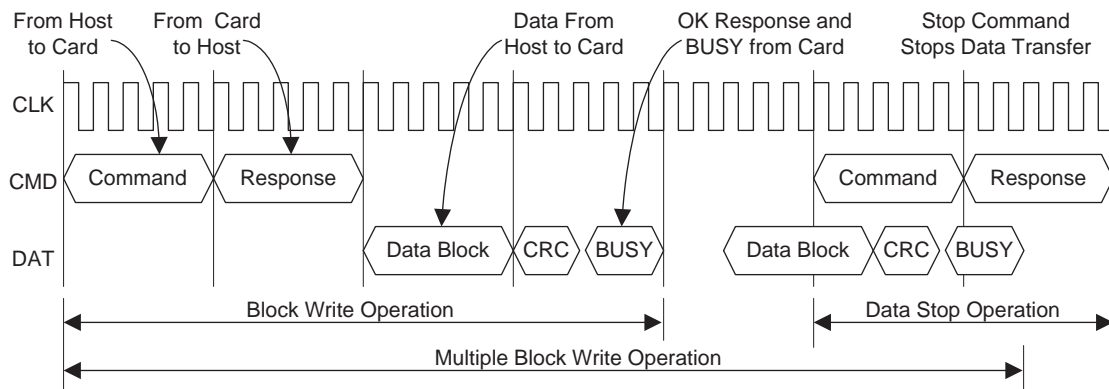 From Host
to Card
From Card
to Host
Data From
Host to Card
OK Response and
BUSY from Card
Stop Command
Stops Data Transfer
CLK
CMD
Command
Response
Command
Response
DAT
Data Block
CRC
BUSY
Data Block
CRC
BUSY
Block Write Operation
Data Stop Operation
Multiple Block Write Operation